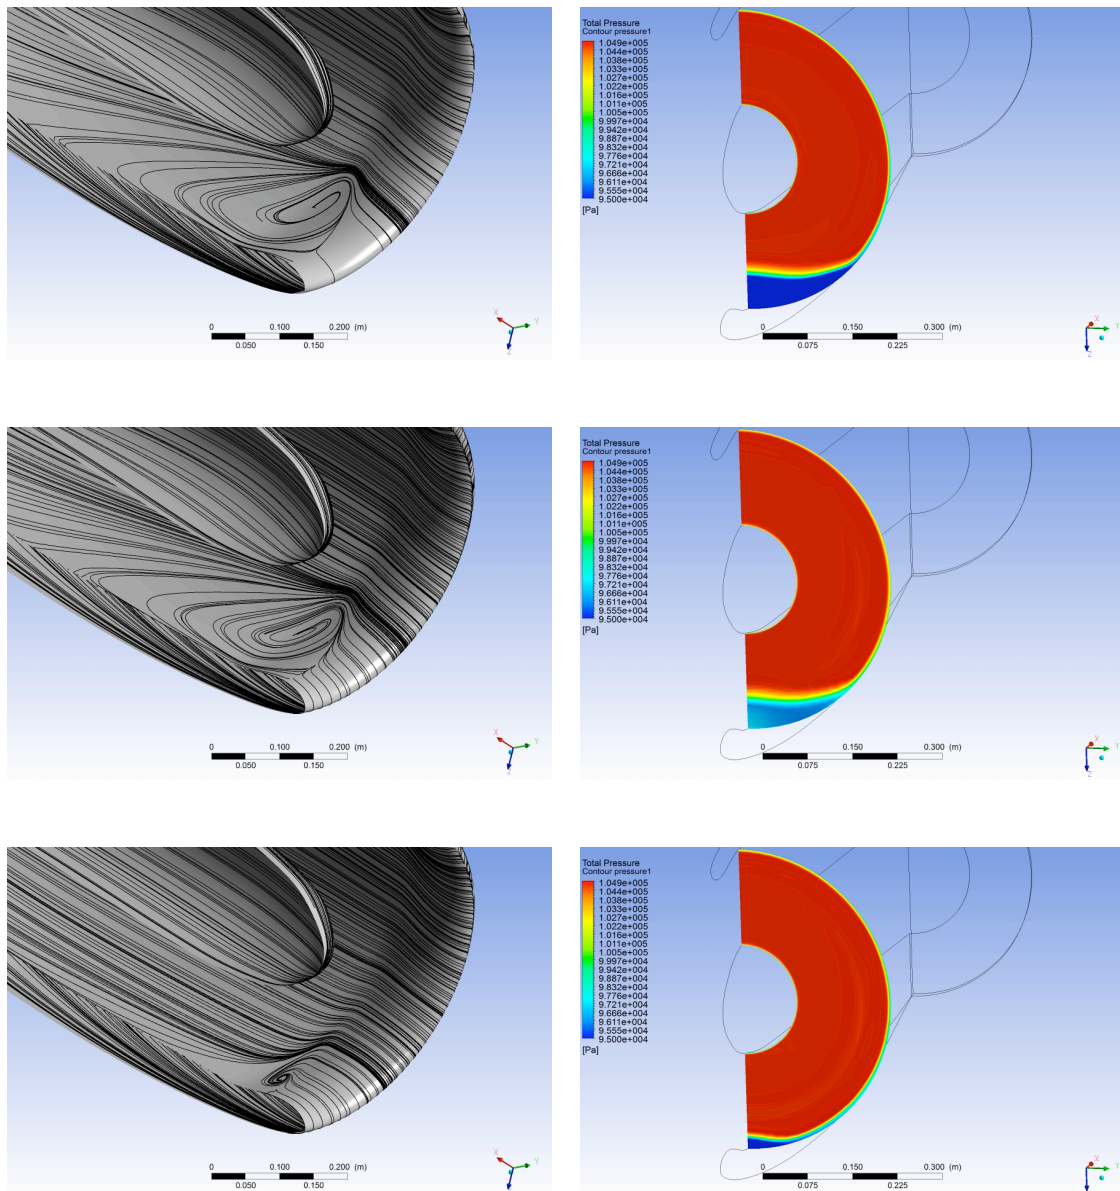 0 0.200 (m)
0.050 0.150
X Y Z
Total Pressure
Contour pressure1
1.049e+005
1.044e+005
1.038e+005
1.033e+005
1.027e+005
1.022e+005
1.016e+005
1.011e+005
1.005e+005
9.997e+004
9.942e+004
9.887e+004
9.832e+004
9.776e+004
9.721e+004
9.666e+004
9.611e+004
9.555e+004
9.500e+004
[Pa]
0 0.150 0.300 (m)
0.075 0.225
X Y Z
0 0.200 (m)
0.050 0.150
X Y Z
Total Pressure
Contour pressure1
1.049e+005
1.044e+005
1.038e+005
1.033e+005
1.027e+005
1.022e+005
1.016e+005
1.011e+005
1.005e+005
9.997e+004
9.942e+004
9.887e+004
9.832e+004
9.776e+004
9.721e+004
9.666e+004
9.611e+004
9.555e+004
9.500e+004
[Pa]
0 0.150 0.300 (m)
0.075 0.225
X Y Z
0 0.200 (m)
0.050 0.150
X Y Z
Total Pressure
Contour pressure1
1.049e+005
1.044e+005
1.038e+005
1.033e+005
1.027e+005
1.022e+005
1.016e+005
1.011e+005
1.005e+005
9.997e+004
9.942e+004
9.887e+004
9.832e+004
9.776e+004
9.721e+004
9.666e+004
9.611e+004
9.555e+004
9.500e+004
[Pa]
0 0.150 0.300 (m)
0.075 0.225
X Y Z